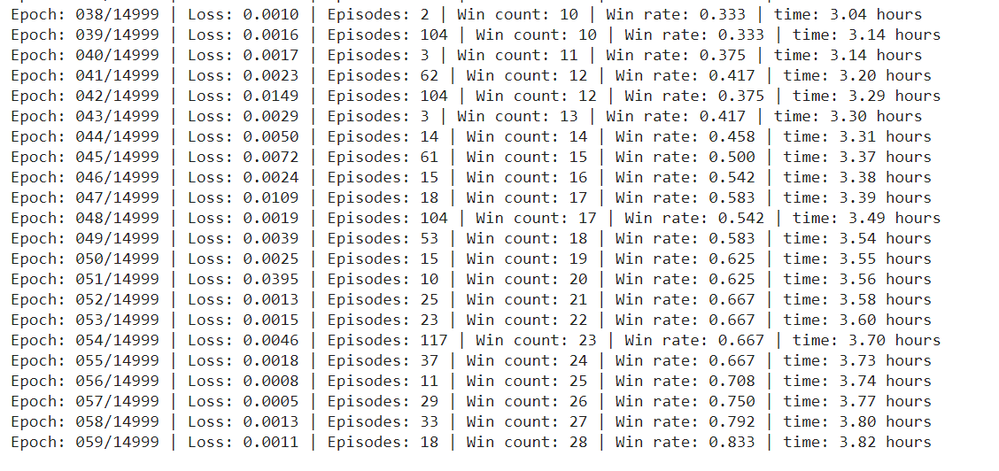 Epoch: 038/14999 | Loss: 0.0010 | Episodes: 2 | Win count: 10 | Win rate: 0.333 | time: 3.04 hours
Epoch: 039/14999 | Loss: 0.0016 | Episodes: 104 | Win count: 10 | Win rate: 0.333 | time: 3.14 hours
Epoch: 040/14999 | Loss: 0.0017 | Episodes: 3 | Win count: 11 | Win rate: 0.375 | time: 3.14 hours
Epoch: 041/14999 | Loss: 0.0023 | Episodes: 62 | Win count: 12 | Win rate: 0.417 | time: 3.20 hours
Epoch: 042/14999 | Loss: 0.0149 | Episodes: 104 | Win count: 12 | Win rate: 0.375 | time: 3.29 hours
Epoch: 043/14999 | Loss: 0.0029 | Episodes: 3 | Win count: 13 | Win rate: 0.417 | time: 3.30 hours
Epoch: 044/14999 | Loss: 0.0050 | Episodes: 14 | Win count: 14 | Win rate: 0.458 | time: 3.31 hours
Epoch: 045/14999 | Loss: 0.0072 | Episodes: 61 | Win count: 15 | Win rate: 0.500 | time: 3.37 hours
Epoch: 046/14999 | Loss: 0.0024 | Episodes: 15 | Win count: 16 | Win rate: 0.542 | time: 3.38 hours
Epoch: 047/14999 | Loss: 0.0109 | Episodes: 18 | Win count: 17 | Win rate: 0.583 | time: 3.39 hours
Epoch: 048/14999 | Loss: 0.0019 | Episodes: 104 | Win count: 17 | Win rate: 0.542 | time: 3.49 hours
Epoch: 049/14999 | Loss: 0.0039 | Episodes: 53 | Win count: 18 | Win rate: 0.583 | time: 3.54 hours
Epoch: 050/14999 | Loss: 0.0025 | Episodes: 15 | Win count: 19 | Win rate: 0.625 | time: 3.55 hours
Epoch: 051/14999 | Loss: 0.0395 | Episodes: 10 | Win count: 20 | Win rate: 0.625 | time: 3.56 hours
Epoch: 052/14999 | Loss: 0.0013 | Episodes: 25 | Win count: 21 | Win rate: 0.667 | time: 3.58 hours
Epoch: 053/14999 | Loss: 0.0015 | Episodes: 23 | Win count: 22 | Win rate: 0.667 | time: 3.60 hours
Epoch: 054/14999 | Loss: 0.0046 | Episodes: 117 | Win count: 23 | Win rate: 0.667 | time: 3.70 hours
Epoch: 055/14999 | Loss: 0.0018 | Episodes: 37 | Win count: 24 | Win rate: 0.667 | time: 3.73 hours
Epoch: 056/14999 | Loss: 0.0008 | Episodes: 11 | Win count: 25 | Win rate: 0.708 | time: 3.74 hours
Epoch: 057/14999 | Loss: 0.0005 | Episodes: 29 | Win count: 26 | Win rate: 0.750 | time: 3.77 hours
Epoch: 058/14999 | Loss: 0.0013 | Episodes: 33 | Win count: 27 | Win rate: 0.792 | time: 3.80 hours
Epoch: 059/14999 | Loss: 0.0011 | Episodes: 18 | Win count: 28 | Win rate: 0.833 | time: 3.82 hours